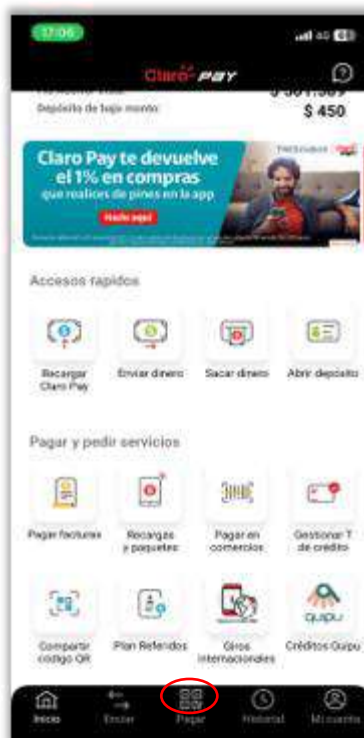 17:06
4G
Claro- pay
Depósito de bajo monto:
$ 450
Claro Pay te devuelve
el 1% en compras
que realices de pines en la app
Hazlo aquí
Accesos rapidos
Recargar
Claro Pay
Enviar dinero
Sacar dinero
Abrir depósito
Pagar y pedir servicios
Pagar facturas
Recargas
y paquetes
Pagar en
comercios
Gestionar T
de crédito
QUIPU
Compartir
código QR
Plan Referidos
Giros
internacionales
Créditos Quipu
Inicio
Enviar
Pagar
Historial
Mi cuenta